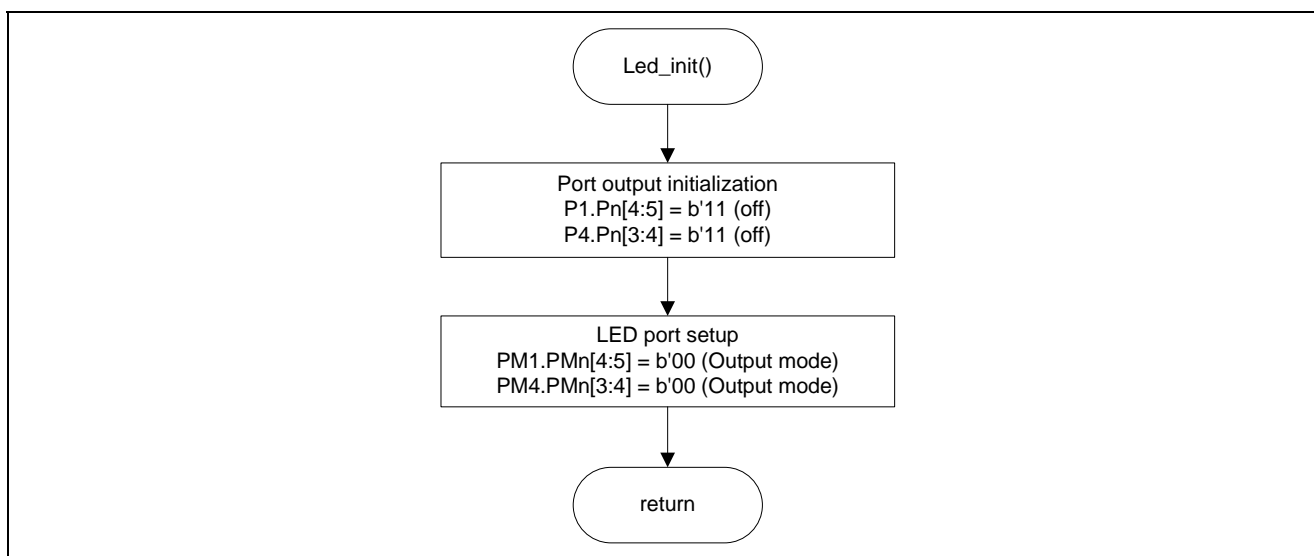 Led_init()
Port output initialization
P1.Pn[4:5] = b'11 (off)
P4.Pn[3:4] = b'11 (off)
LED port setup
PM1.PMn[4:5] = b'00 (Output mode)
PM4.PMn[3:4] = b'00 (Output mode)
return